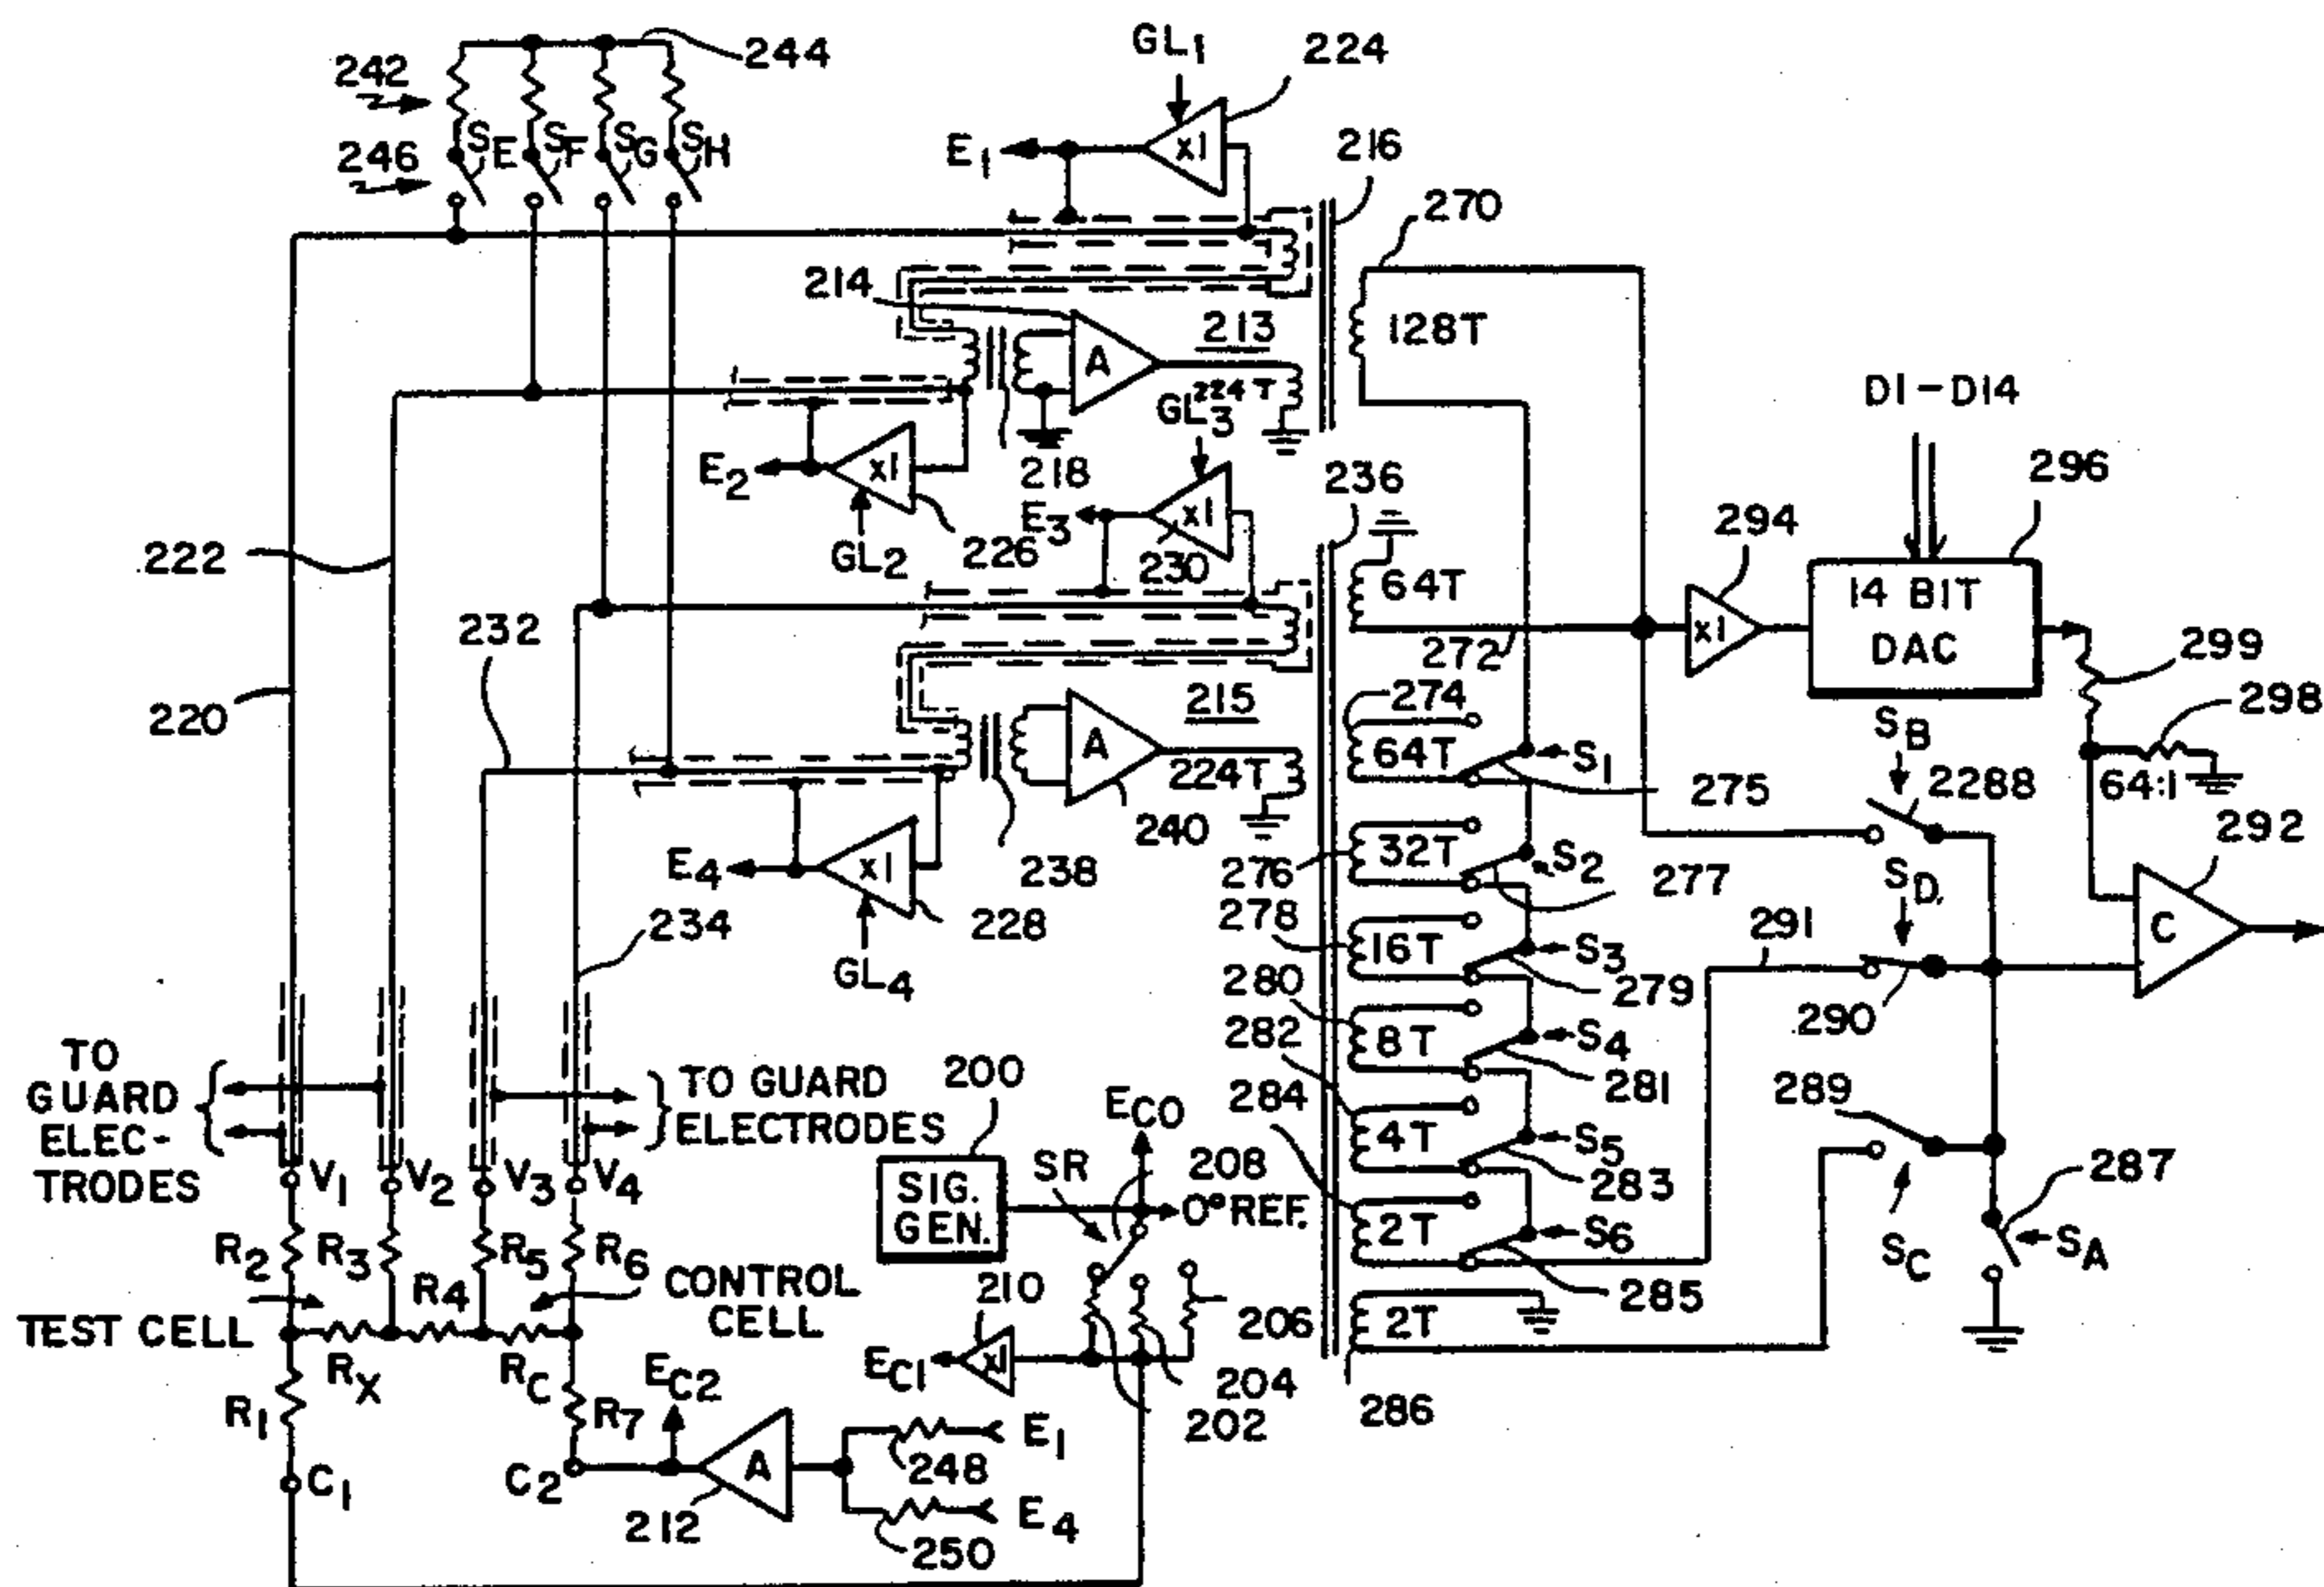 244
242
246
S_E S_F S_G S_H
GL1
224
E1
x1
216
270
214
A
213
128T
224T
218
E2
x1
226
GL2
GL3
236
E3
x1
230
D1-D14
296
294
x1
14 BIT
DAC
299
298
64:1
222
220
232
64T
272
274
64T
S1
275
215
A
224T
240
238
E4
x1
228
GL4
234
276
32T
S2
277
278
16T
S3
279
280
8T
S4
281
282
4T
S5
283
284
2T
S6
285
2T
286
SB
2288
SD
291
290
292
C
289
SC
287
SA
TO
GUARD
ELEC-
TRODES
TO GUARD
ELECTRODES
V1 V2 V3 V4
R2 R3 R5 R6
R4
TEST CELL
CONTROL
CELL
RX
RC
R1
R7
C1
C2
200
SIG.
GEN.
ECO
SR
208
0° REF.
210
x1
EC1
206
204
202
EC2
A
212
248
E1
250
E4